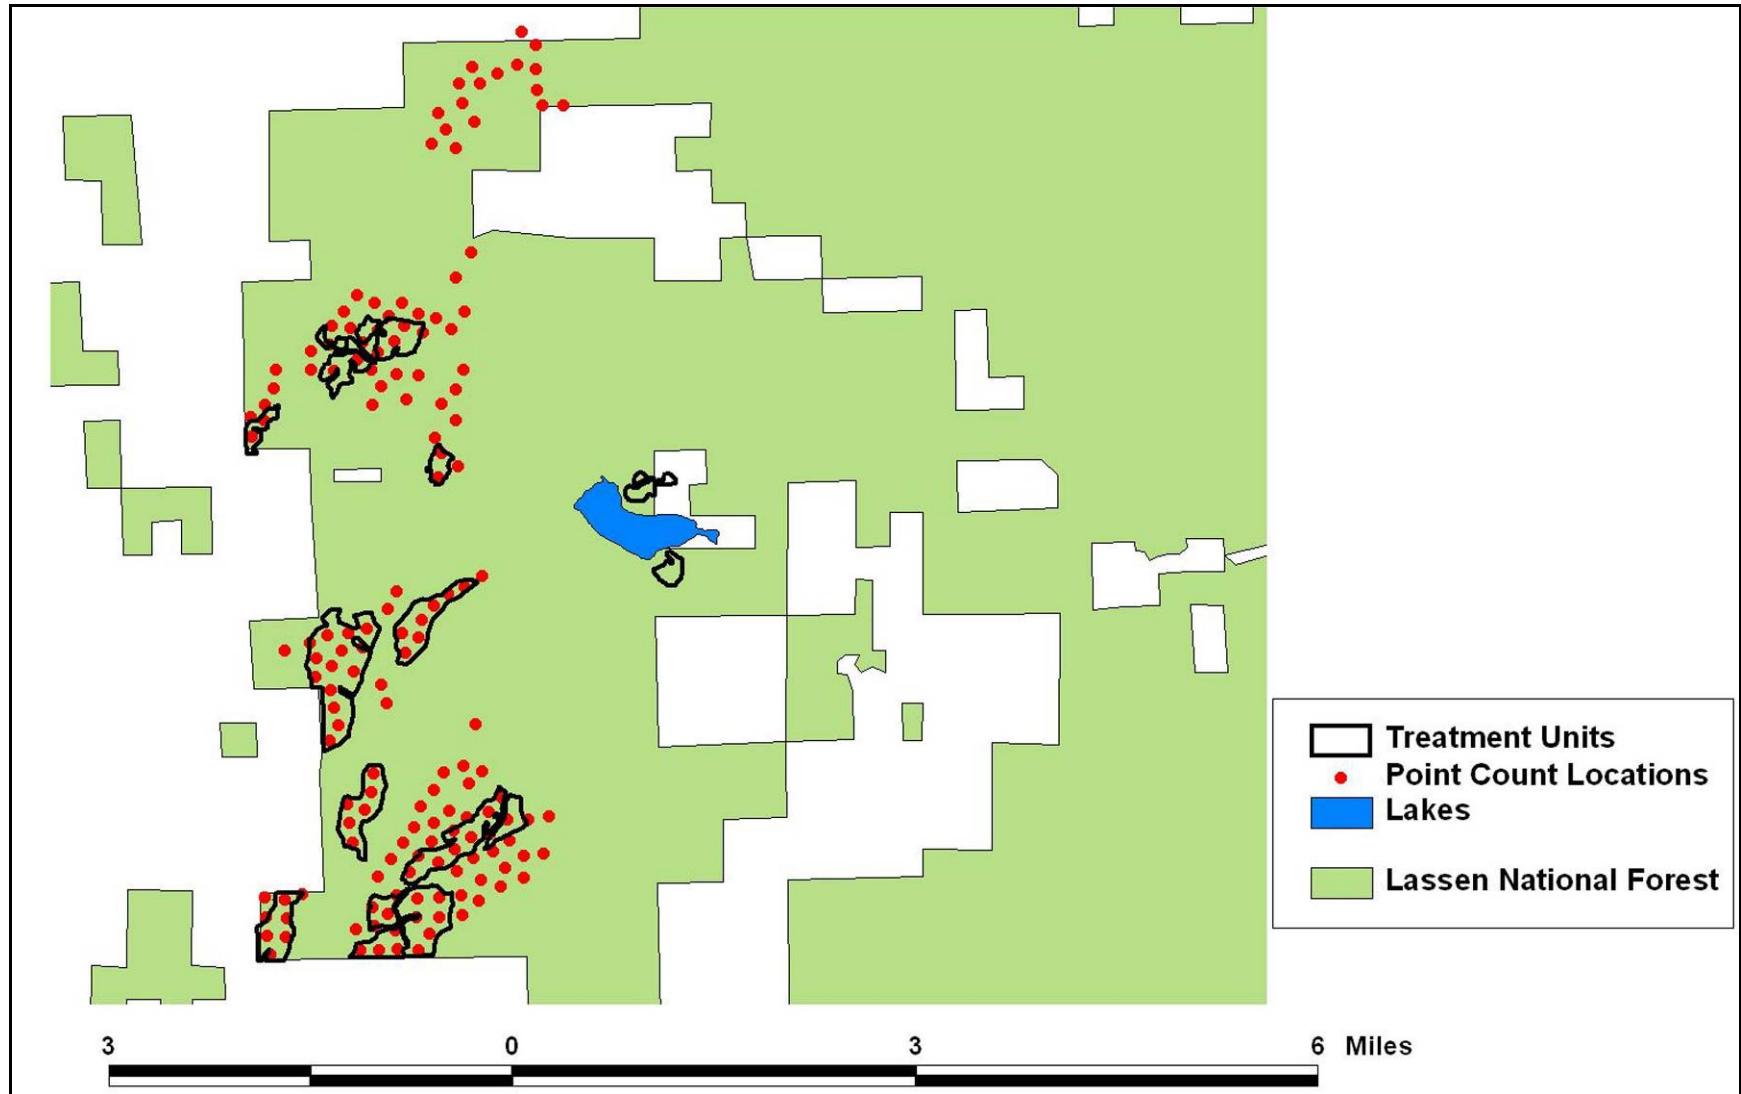 Treatment Units
Point Count Locations
Lakes
Lassen National Forest
3 0 3 6 Miles